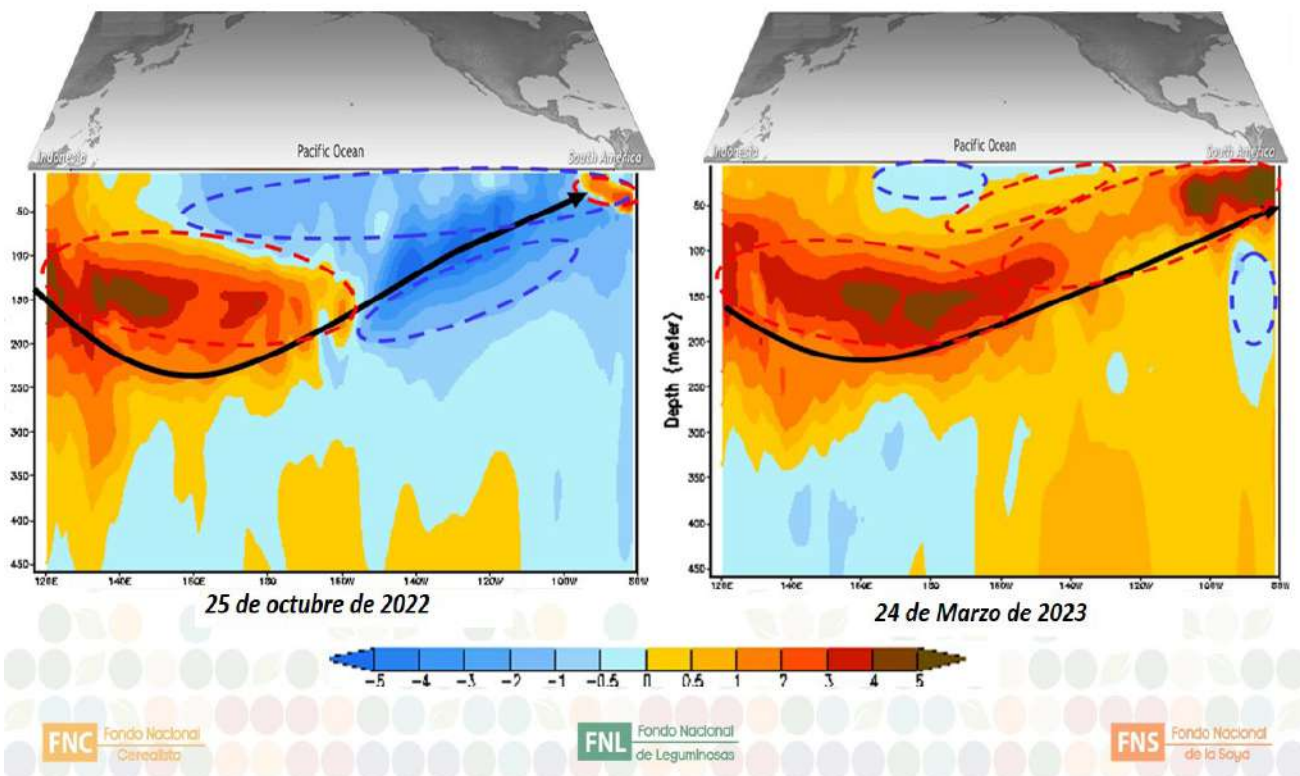 Indonesia
Pacific Ocean
South America
50
100
150
200
250
300
350
400
450
120E
140E
160E
180
160W
140W
120W
100W
80W
25 de octubre de 2022
Indonesia
Pacific Ocean
South America
Depth {meter}
50
100
150
200
250
300
350
400
450
120E
140E
160E
180
160W
140W
120W
100W
80W
24 de Marzo de 2023
-5 -4 -3 -2 -1 -0.5 0 0.5 1 2 3 4 5
FNC Fondo Nacional
Cerealista
FNL Fondo Nacional
de Leguminosas
FNS Fondo Nacional
de la Soya